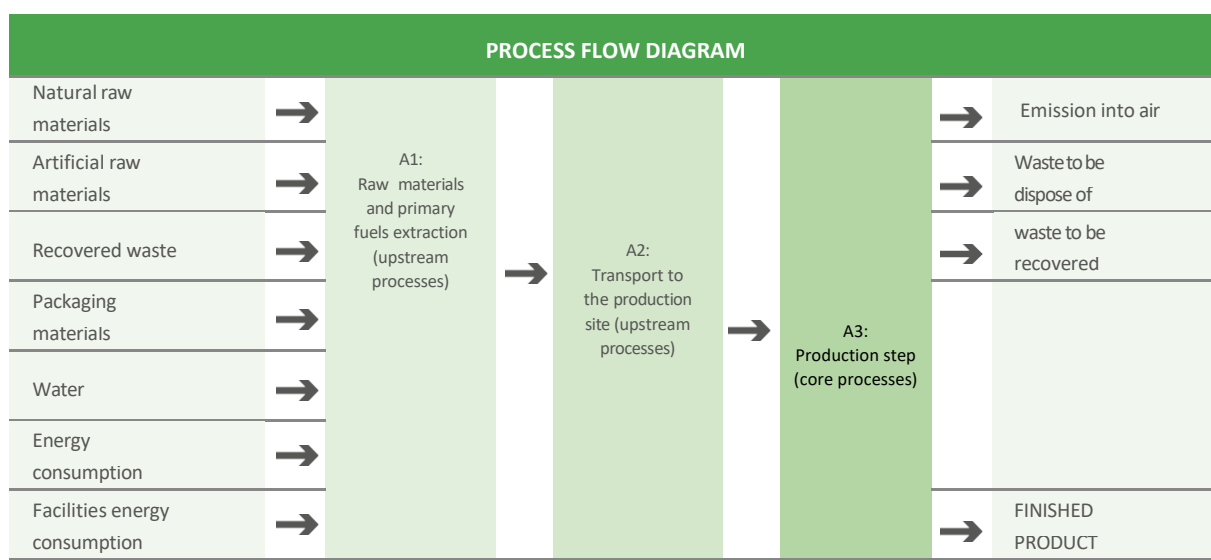 PROCESS FLOW DIAGRAM
Natural raw
materials
Artificial raw
materials
Recovered waste
Packaging
materials
Water
Energy
consumption
Facilities energy
consumption
A1:
Raw materials
and primary
fuels extraction
(upstream
processes)
A2:
Transport to
the production
site (upstream
processes)
A3:
Production step
(core processes)
Emission into air
Waste to be
dispose of
waste to be
recovered
FINISHED
PRODUCT